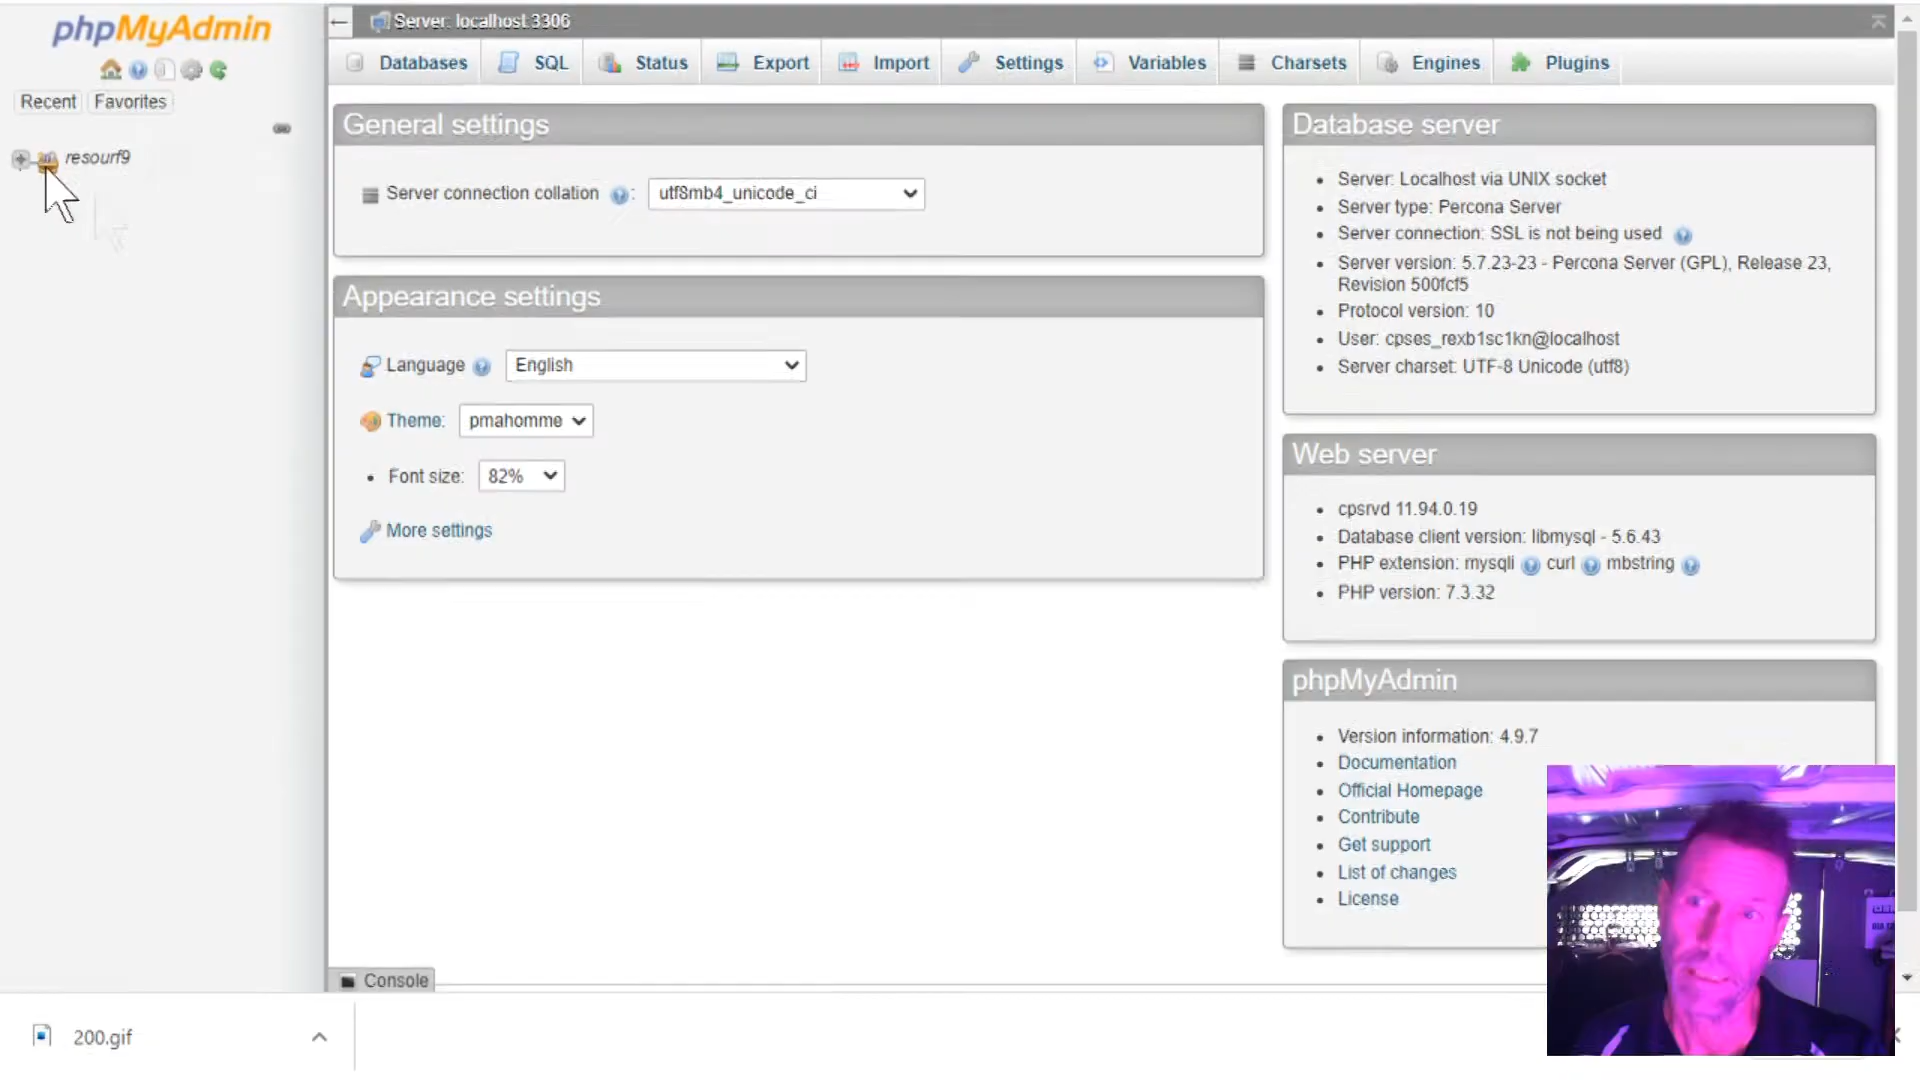 phpMyAdmin
Recent
Favorites
resourf9
Server: localhost:3306
Databases
SQL
Status
Export
Import
Settings
Variables
Charsets
Engines
Plugins
General settings
Server connection collation :
utf8mb4_unicode_ci
Appearance settings
Language
English
Theme:
pmahomme
Font size:
82%
More settings
Database server
Server: Localhost via UNIX socket
Server type: Percona Server
Server connection: SSL is not being used
Server version: 5.7.23-23 - Percona Server (GPL), Release 23,
Revision 500fcf5
Protocol version: 10
User: cpses_rexb1sc1kn@localhost
Server charset: UTF-8 Unicode (utf8)
Web server
cpsrvd 11.94.0.19
Database client version: libmysql - 5.6.43
PHP extension: mysqli curl mbstring
PHP version: 7.3.32
phpMyAdmin
Version information: 4.9.7
Documentation
Official Homepage
Contribute
Get support
List of changes
License
Console
200.gif